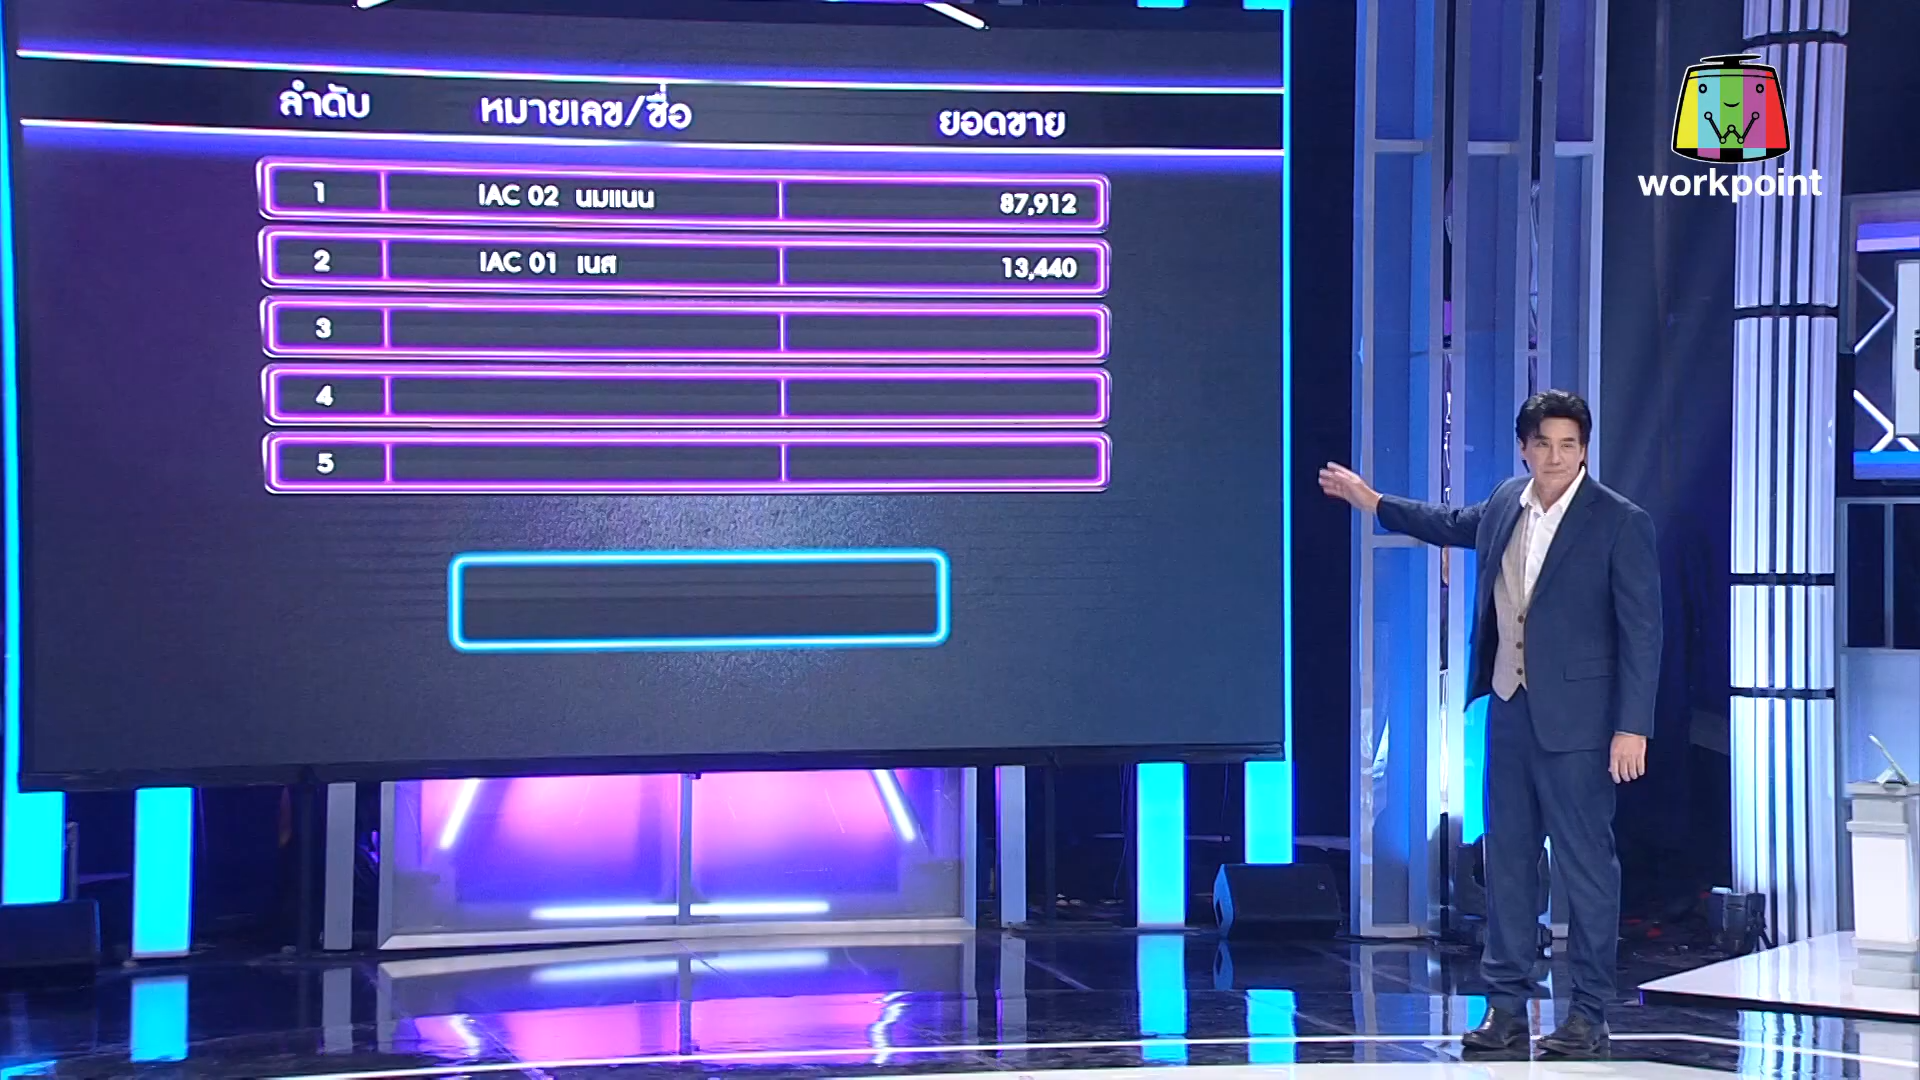 ลำดับ หมายเลข/ชื่อ ยอดขาย
1 IAC 02 นมแนน 87,912
2 IAC 01 เนส 13,440
3
4
5
workpoint